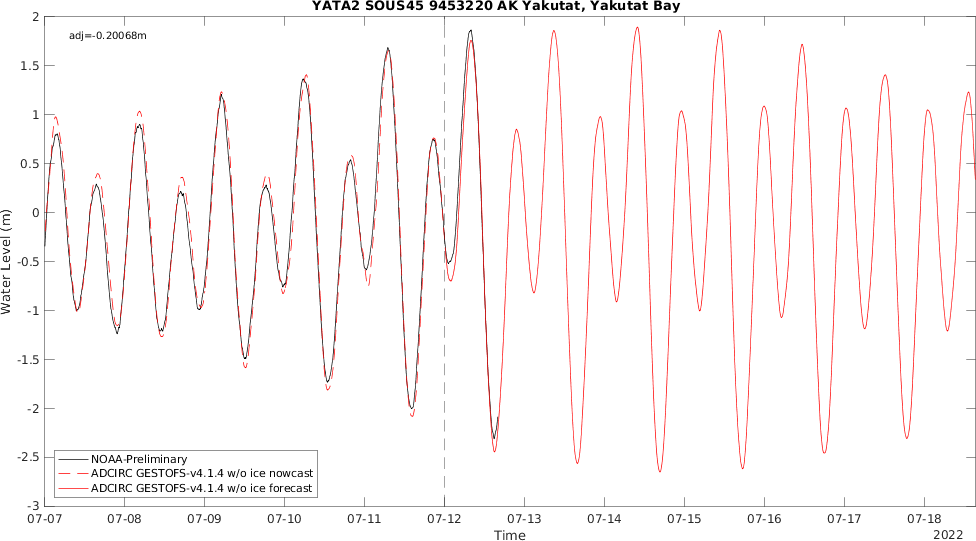 YATA2 SOUS45 9453220 AK Yakutat, Yakutat Bay
adj=-0.20068m
2
1.5
1
0.5
0
-0.5
-1
-1.5
-2
-2.5
-3
Water Level (m)
NOAA-Preliminary
ADCIRC GESTOFS-v4.1.4 w/o ice nowcast
ADCIRC GESTOFS-v4.1.4 w/o ice forecast
07-07 07-08 07-09 07-10 07-11 07-12 07-13 07-14 07-15 07-16 07-17 07-18
Time
2022